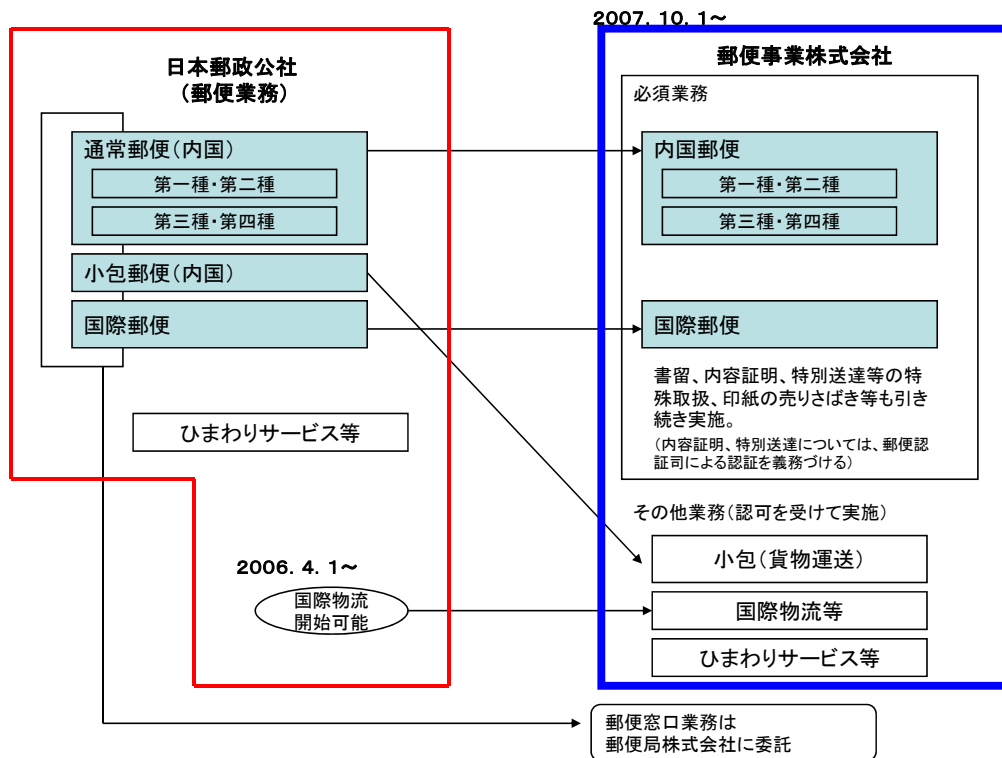 2007．10．1～
日本郵政公社
（郵便業務）
通常郵便（内国）
第一種・第二種
第三種・第四種
小包郵便（内国）
国際郵便
ひまわりサービス等
2006．4．1～
国際物流
開始可能
郵便事業株式会社
必須業務
内国郵便
第一種・第二種
第三種・第四種
国際郵便
書留、内容証明、特別送達等の特
殊取扱、印紙の売りさばき等も引き
続き実施。
（内容証明、特別送達については、郵便認
証司による認証を義務づける）
その他業務（認可を受けて実施）
小包（貨物運送）
国際物流等
ひまわりサービス等
郵便窓口業務は
郵便局株式会社に委託